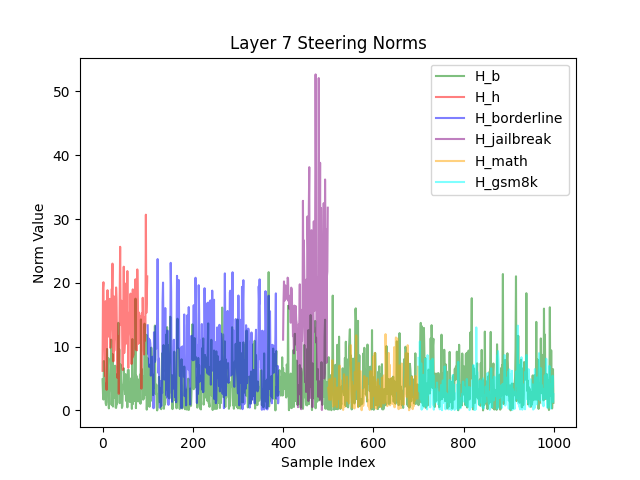 Layer 7 Steering Norms
H_b
H_h
H_borderline
H_jailbreak
H_math
H_gsm8k
50
40
30
20
10
0
Norm Value
0
200
400
600
800
1000
Sample Index